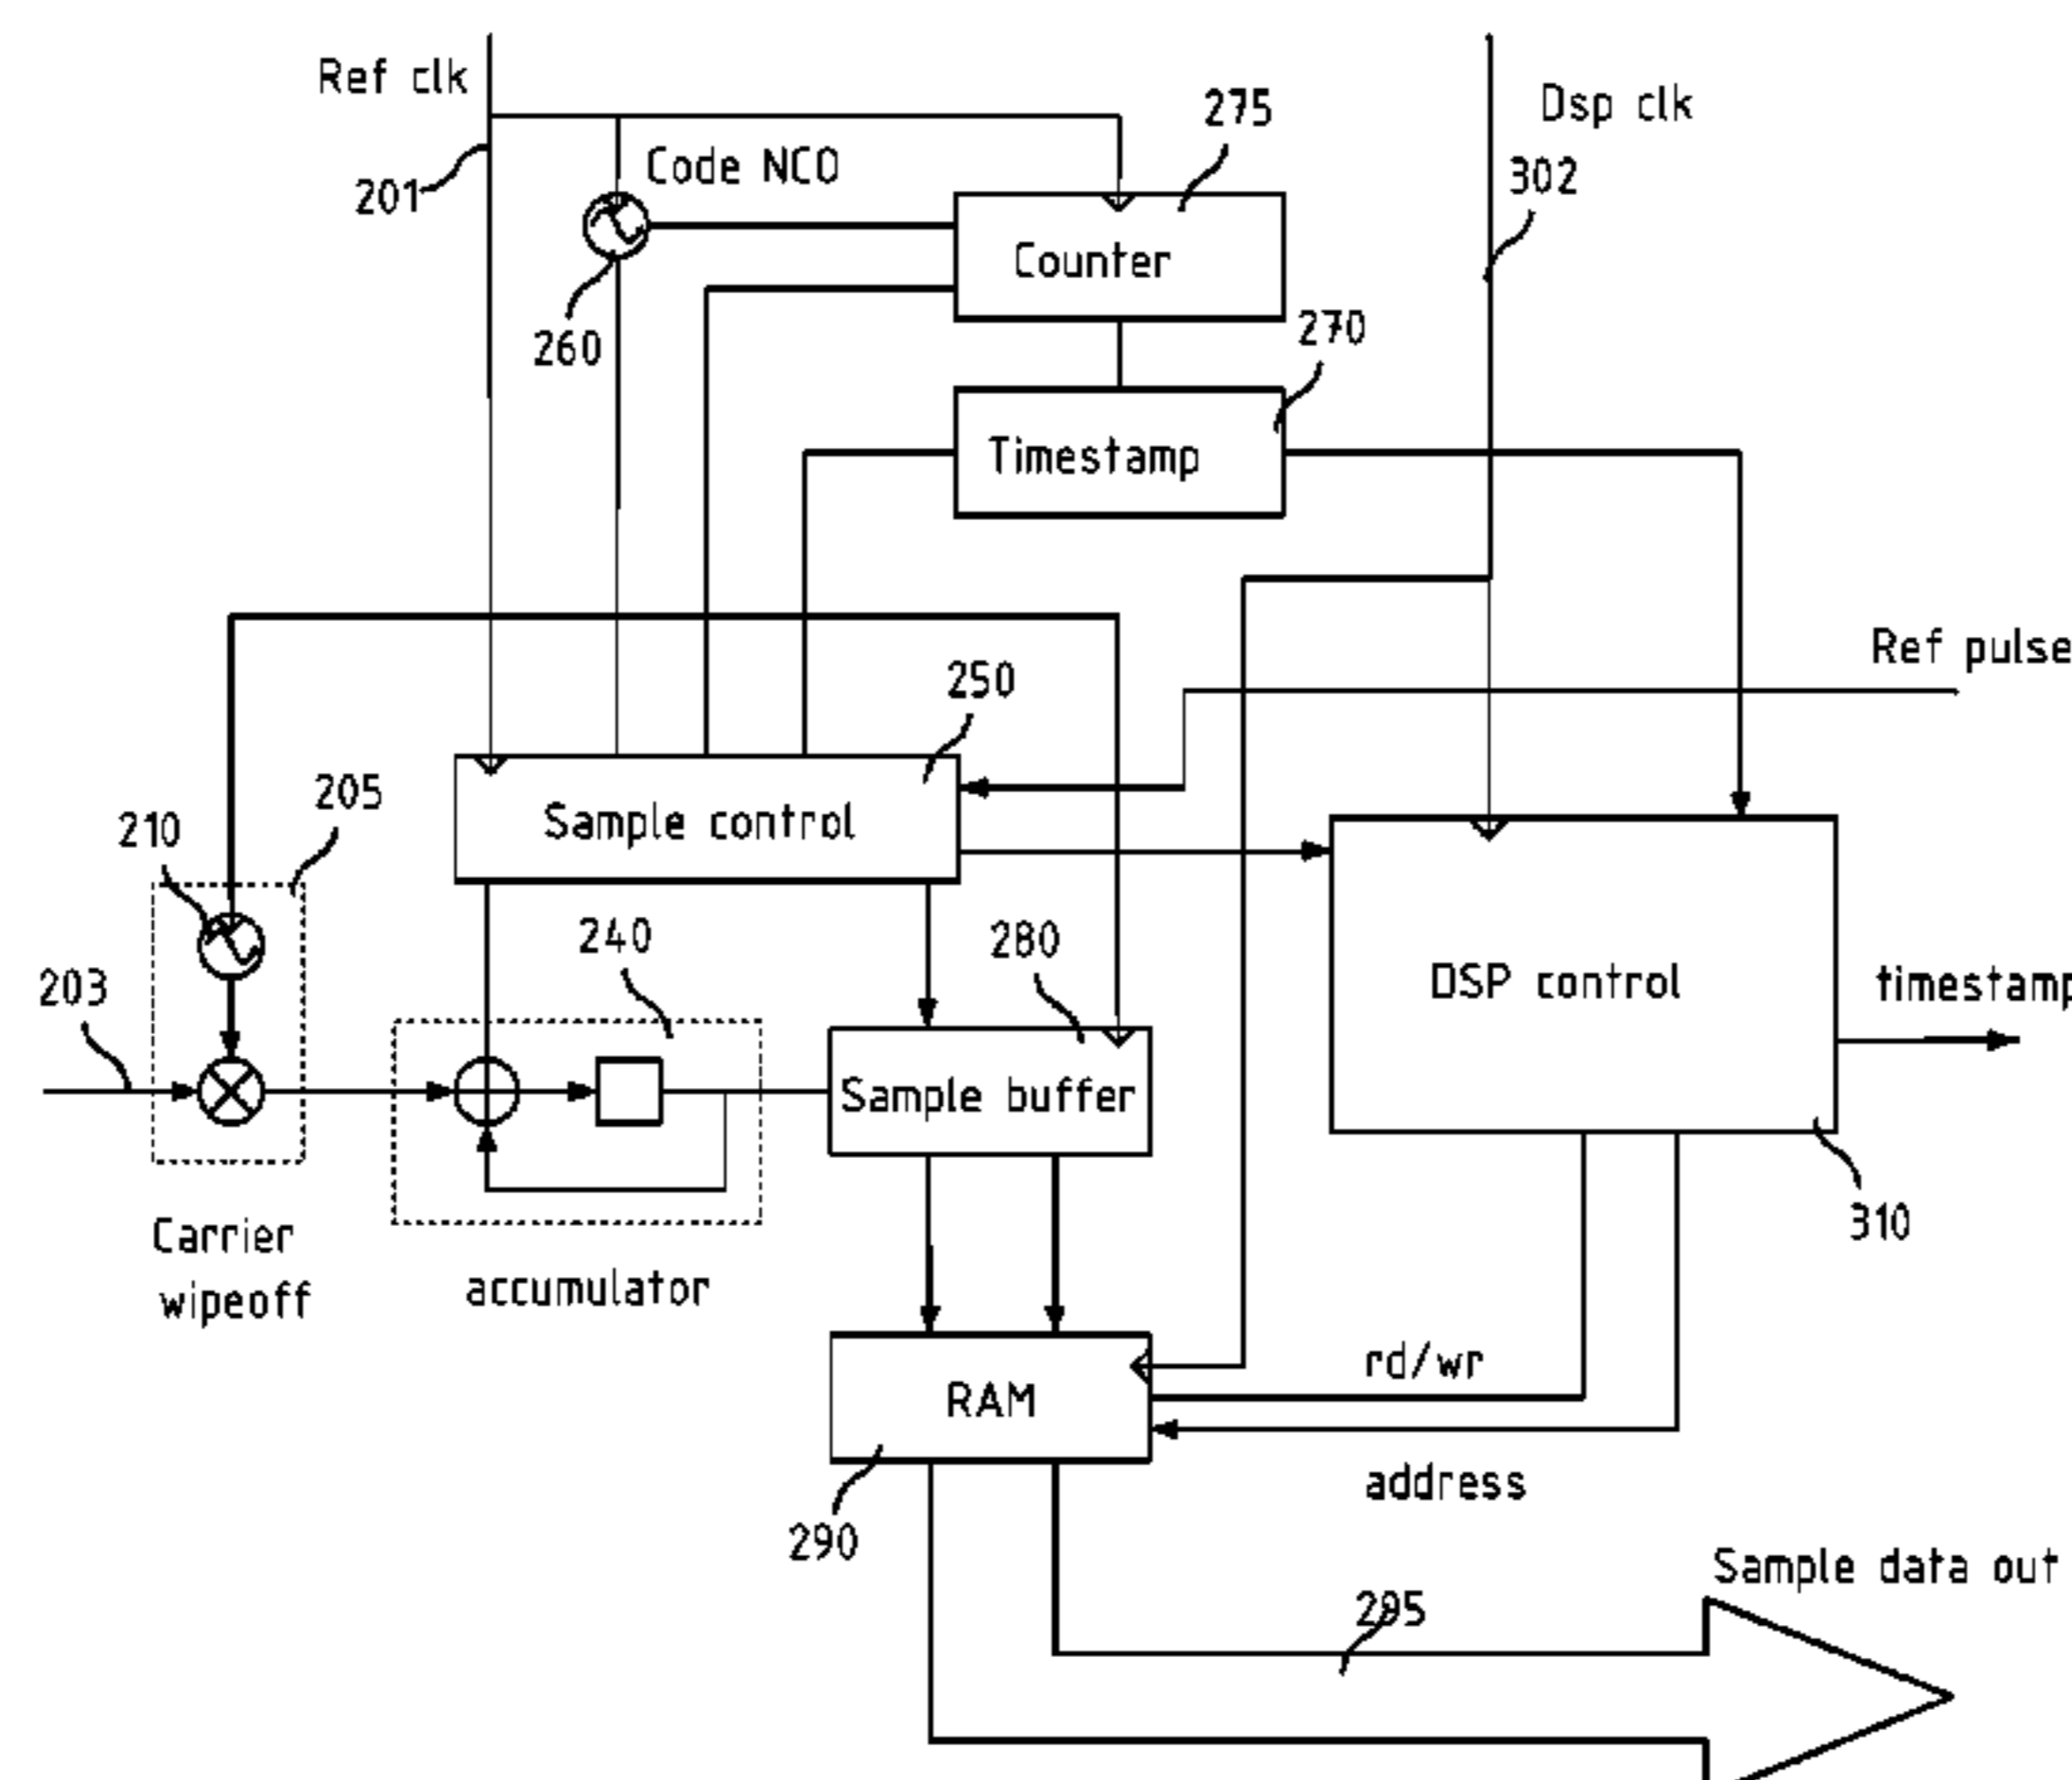 Ref clk
275
Dsp clk
Code NCO
302
201
Counter
260
270
Timestamp
Ref pulse
250
205
210
Sample control
240
280
203
DSP control
timestamp
Sample buffer
310
Carrier
wipeoff
accumulator
rd/wr
RAM
address
290
Sample data out
295